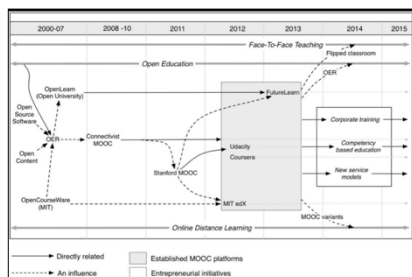 2000-07 2008 -10 2011 2012 2013 2014 2015
Face-To-Face Teaching
Flipped classroom
Open Education
OER
OpenLearn
(Open University)
FutureLearn
Open
Source
Software
OER
Connectivist
MOOC
Open
Content
Udacity
Coursera
Stanford MOOC
OpenCourseWare
(MIT)
MIT edX
Corporate training
Competency
based education
New service
models
MOOC variants
Online Distance Learning
Directly related
An influence
Established MOOC platforms
Entrepreneurial initiatives